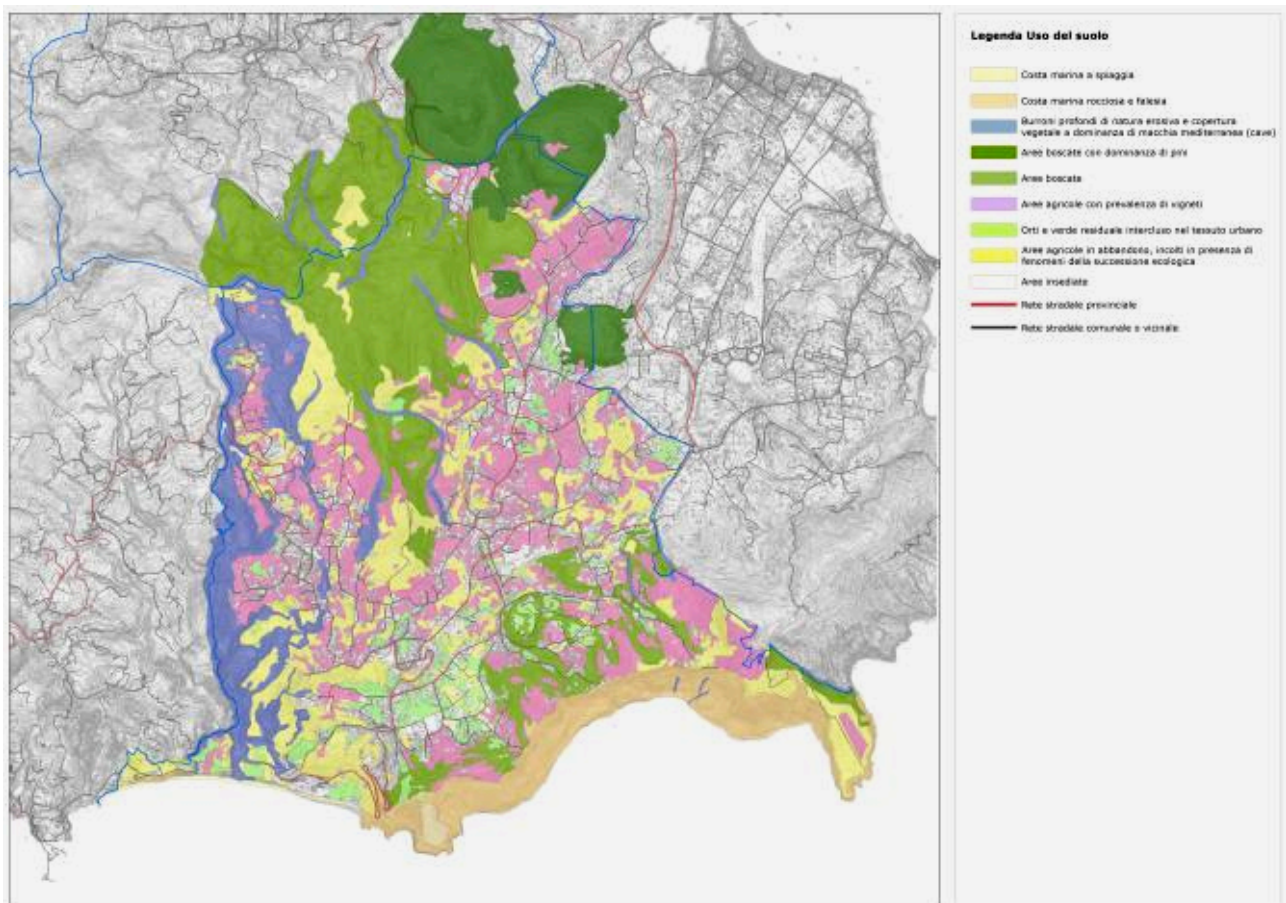 Legenda Uso del suolo
Costa marina a spiaggia
Costa marina rocciosa e falesia
Burroni profondi di natura erosiva e copertura
vegetale a dominanza di macchia mediterranea (cave)
Aree boscate con dominanza di pini
Aree boscate
Aree agricole con prevalenza di vigneti
Orti e verde residuale intercluso nel tessuto urbano
Aree agricole in abbandono, incolti in presenza di
fenomeni della successione ecologica
Aree insediate
Rete stradale provinciale
Rete stradale comunale o vicinale